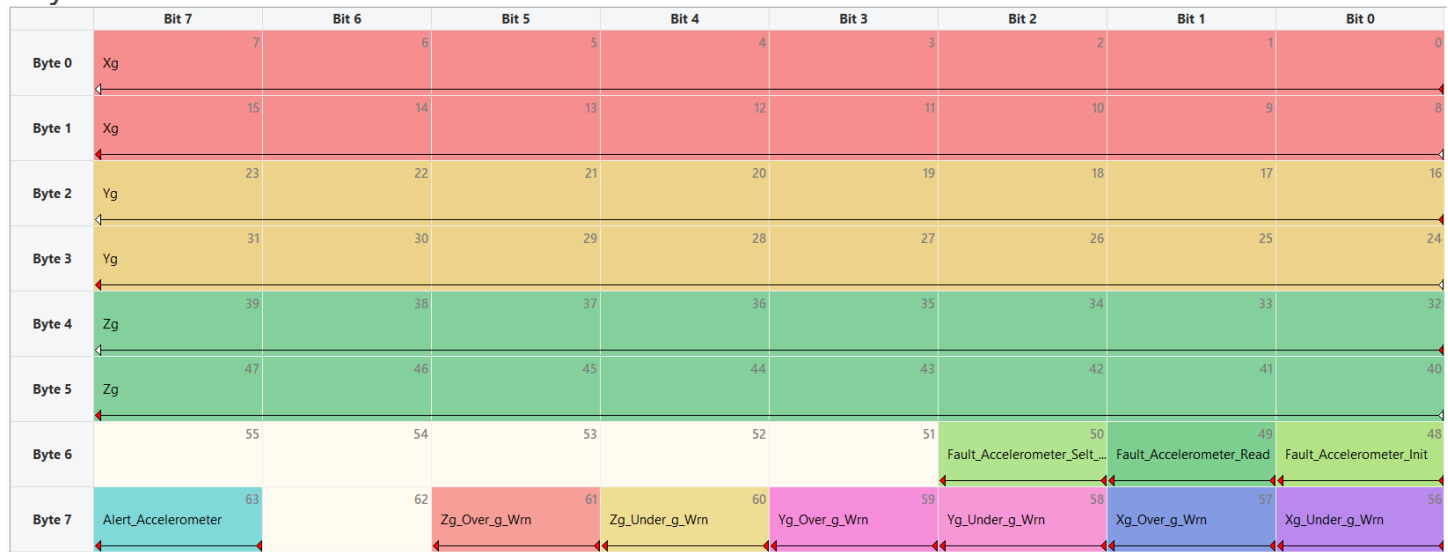 Bit 7 Bit 6 Bit 5 Bit 4 Bit 3 Bit 2 Bit 1 Bit 0
7 6 5 4 3 2 1 0
Byte 0 Xg
15 14 13 12 11 10 9 8
Byte 1 Xg
23 22 21 20 19 18 17 16
Byte 2 Yg
31 30 29 28 27 26 25 24
Byte 3 Yg
39 38 37 36 35 34 33 32
Byte 4 Zg
47 46 45 44 43 42 41 40
Byte 5 Zg
55 54 53 52 51 50 49 48
Byte 6 Fault_Accelerometer_Selt_... Fault_Accelerometer_Read Fault_Accelerometer_Init
63 62 61 60 59 58 57 56
Byte 7 Alert_Accelerometer Zg_Over_g_Wrn Zg_Under_g_Wrn Yg_Over_g_Wrn Yg_Under_g_Wrn Xg_Over_g_Wrn Xg_Under_g_Wrn